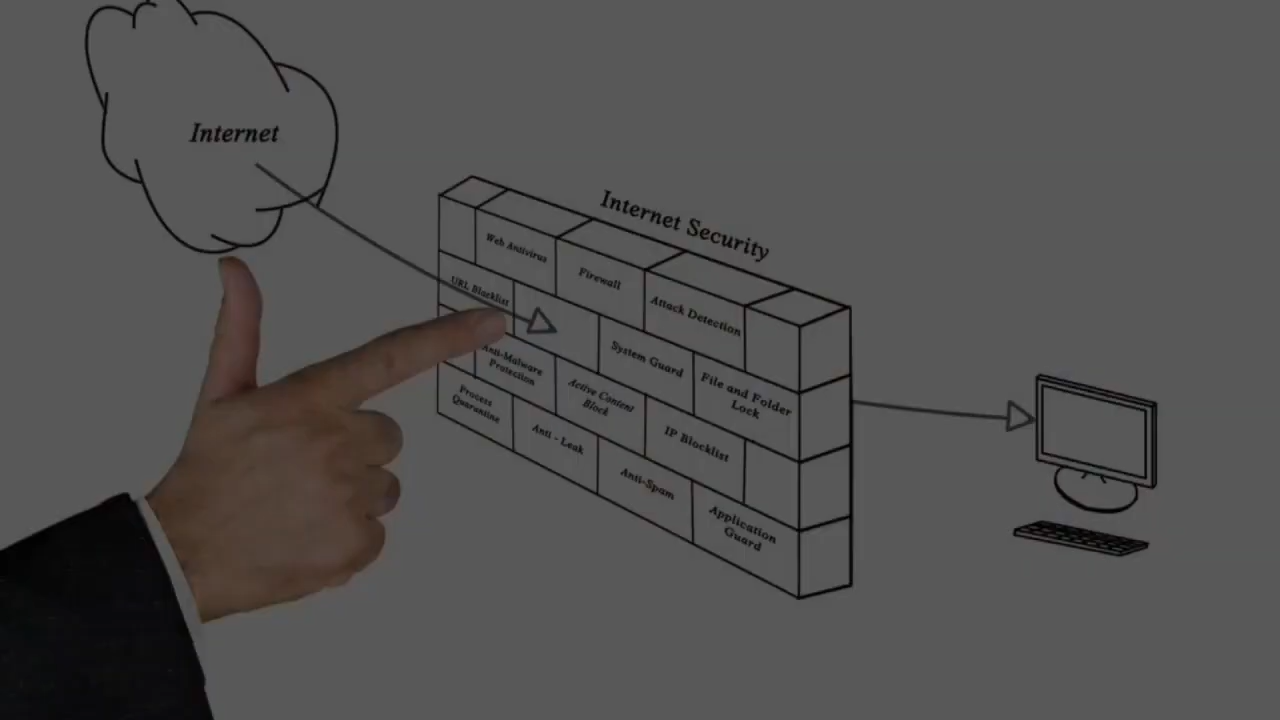 Internet
Internet Security
Web Antivirus
Firewall
Attack Detection
URL Blacklist
System Guard
File and Folder
Lock
Anti-Malware
Protection
Active Content
Block
IP Blocklist
Process
Quarantine
Anti - Leak
Anti-Spam
Application
Guard